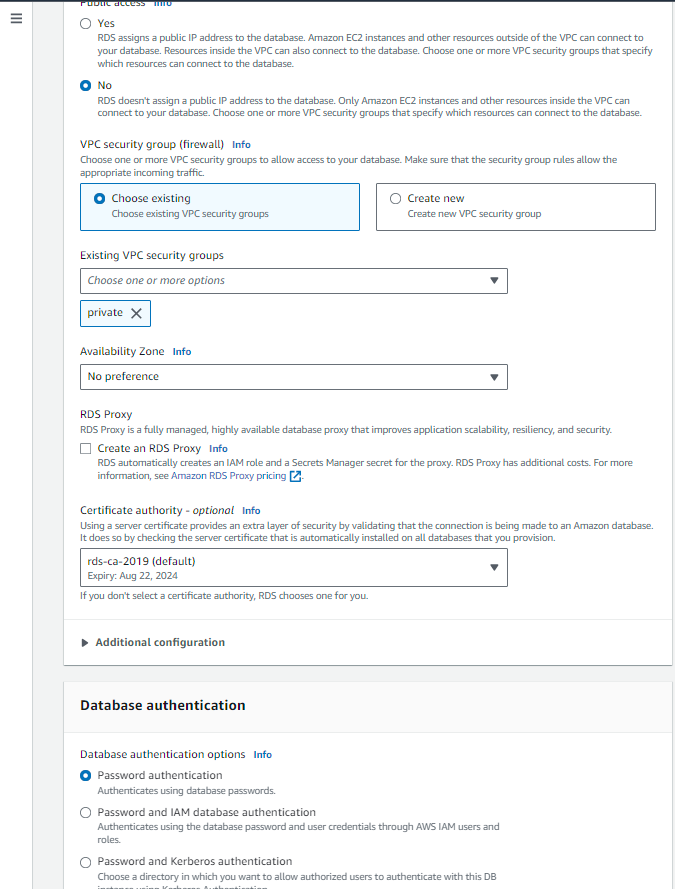 Public access Info
Yes
RDS assigns a public IP address to the database. Amazon EC2 instances and other resources outside of the VPC can connect to
your database. Resources inside the VPC can also connect to the database. Choose one or more VPC security groups that specify
which resources can connect to the database.
No
RDS doesn't assign a public IP address to the database. Only Amazon EC2 instances and other resources inside the VPC can
connect to your database. Choose one or more VPC security groups that specify which resources can connect to the database.
VPC security group (firewall) Info
Choose one or more VPC security groups to allow access to your database. Make sure that the security group rules allow the
appropriate incoming traffic.
Choose existing
Choose existing VPC security groups
Create new
Create new VPC security group
Existing VPC security groups
Choose one or more options
private
Availability Zone Info
No preference
RDS Proxy
RDS Proxy is a fully managed, highly available database proxy that improves application scalability, resiliency, and security.
Create an RDS Proxy Info
RDS automatically creates an IAM role and a Secrets Manager secret for the proxy. RDS Proxy has additional costs. For more
information, see Amazon RDS Proxy pricing.
Certificate authority - optional Info
Using a server certificate provides an extra layer of security by validating that the connection is being made to an Amazon database.
It does so by checking the server certificate that is automatically installed on all databases that you provision.
rds-ca-2019 (default)
Expiry: Aug 22, 2024
If you don't select a certificate authority, RDS chooses one for you.
Additional configuration
Database authentication
Database authentication options Info
Password authentication
Authenticates using database passwords.
Password and IAM database authentication
Authenticates using the database password and user credentials through AWS IAM users and
roles.
Password and Kerberos authentication
Choose a directory in which you want to allow authorized users to authenticate with this DB
instance using Kerberos Authentication.